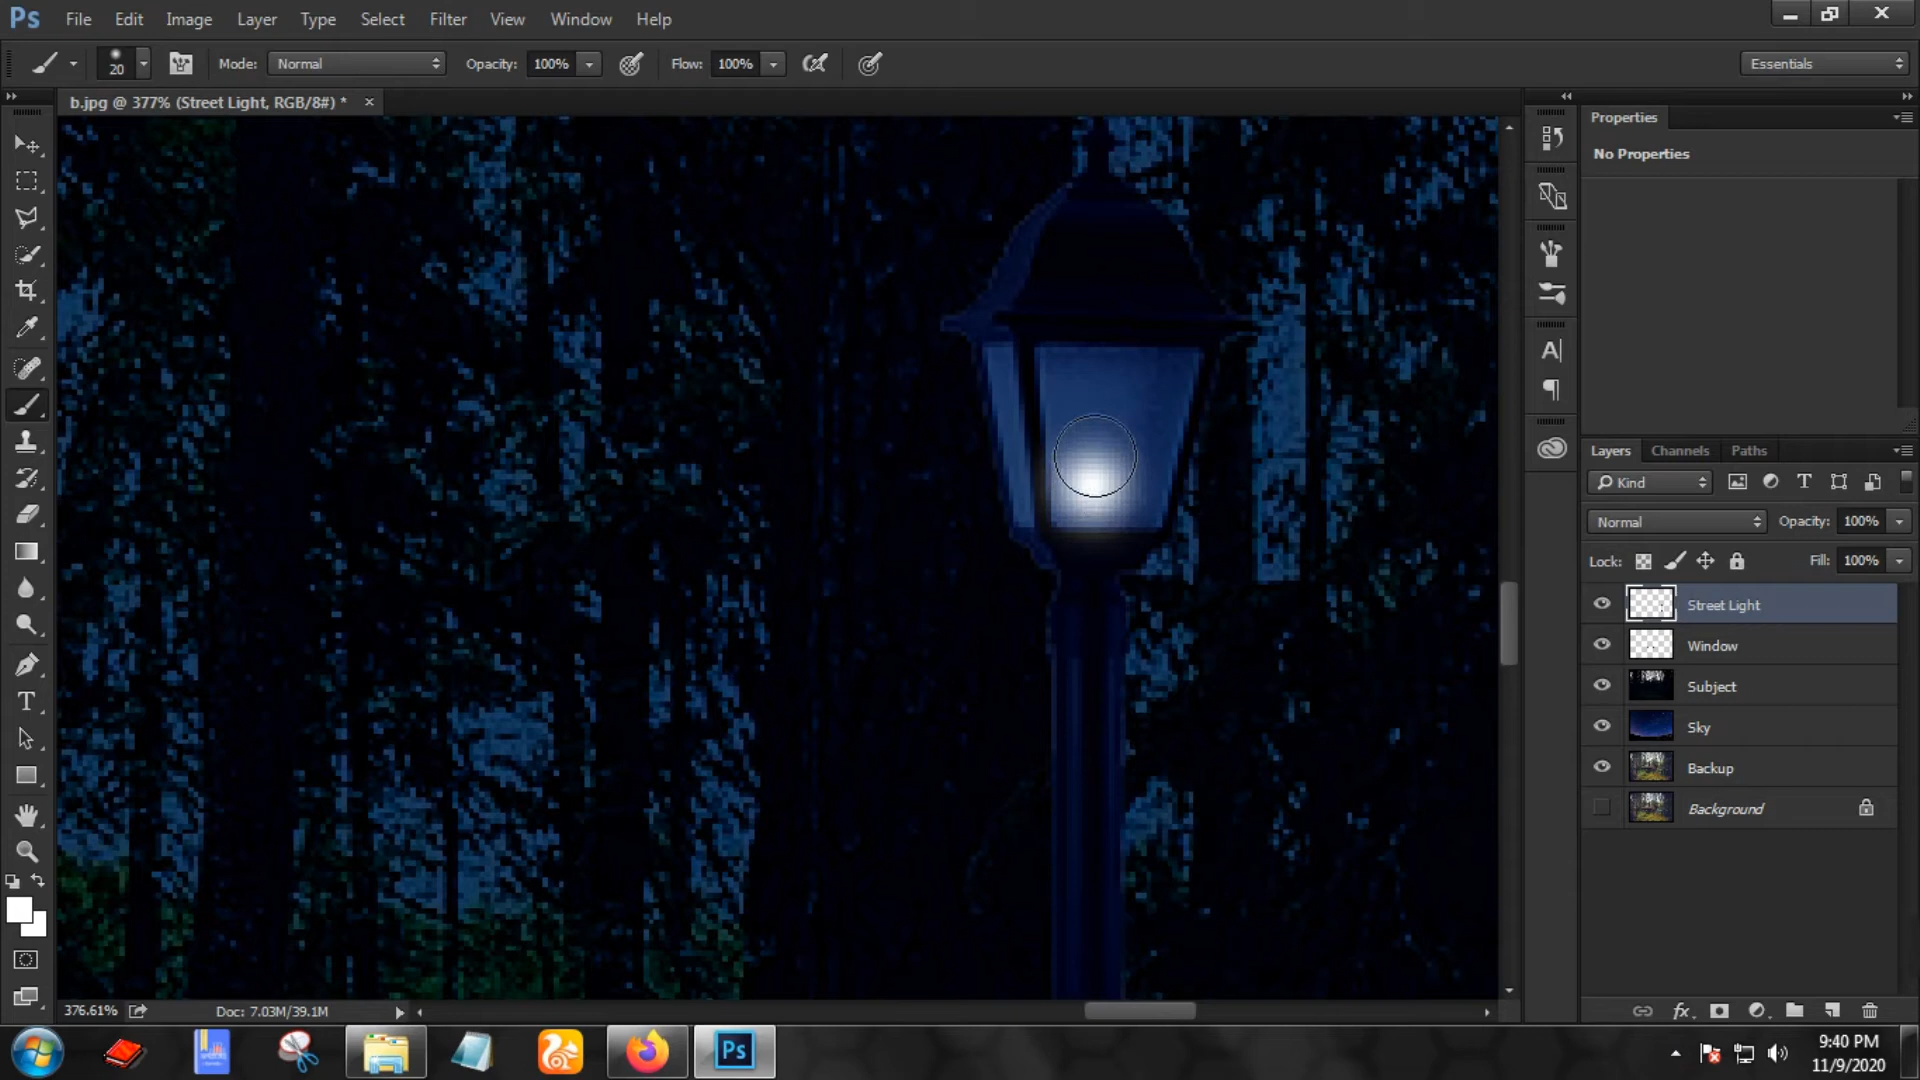 Ps File Edit Image Layer Type Select Filter View Window Help
20 Mode: Normal Opacity: 100% Flow: 100% Essentials
b.jpg @ 377% (Street Light, RGB/8#) * ×
Properties
No Properties
Layers Channels Paths
Kind
Normal Opacity: 100%
Lock: Fill: 100%
Street Light
Window
Subject
Sky
Backup
Background
376.61% Doc: 7.03M/39.1M
Ps 9:40 PM
11/9/2020